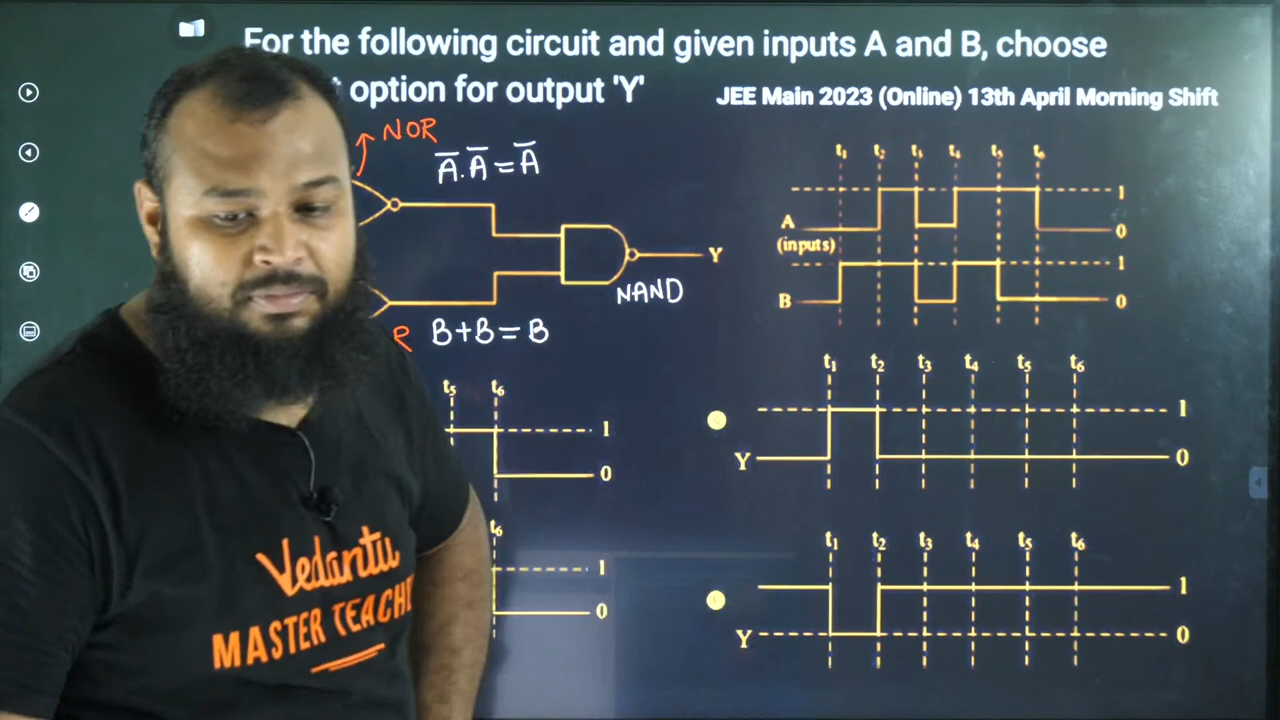 For the following circuit and given inputs A and B, choose
option for output 'Y'
JEE Main 2023 (Online) 13th April Morning Shift
NOR
A̅.A̅=A̅
Y
NAND
R B+B=B
t₁ t₂ t₃ t₄ t₅ t₆
1
A 0
(inputs)
1
B 0
t₅ t₆
1
0
t₆
1
0
t₁ t₂ t₃ t₄ t₅ t₆
1
Y 0
t₁ t₂ t₃ t₄ t₅ t₆
1
Y 0
Vedantu
MASTER TEACHE